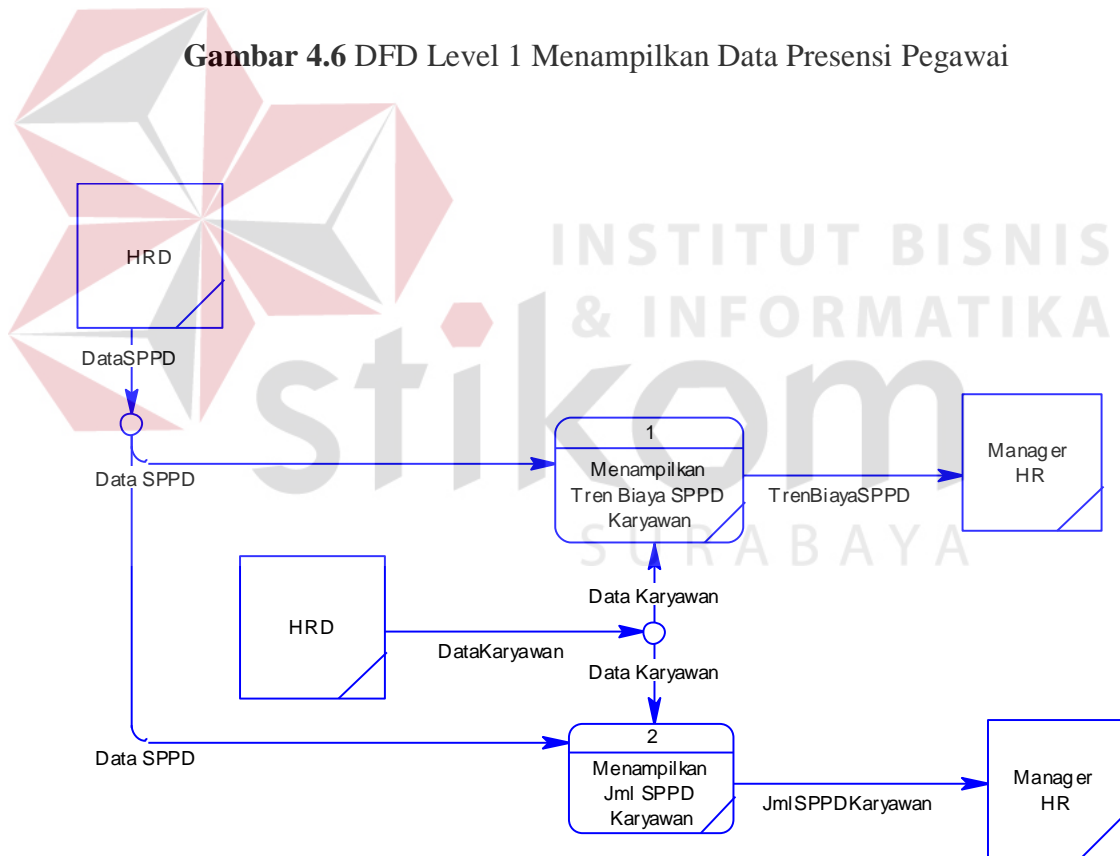 Gambar 4.6 DFD Level 1 Menampilkan Data Presensi Pegawai
INSTITUT BISNIS
& INFORMATIKA
stikom
SURABAYA
HRD
DataSPPD
Data SPPD
1
Menampilkan
Tren Biaya SPPD
Karyawan
TrenBiayaSPPD
Manager
HR
Data Karyawan
HRD
DataKaryawan
Data Karyawan
Data SPPD
2
Menampilkan
Jml SPPD
Karyawan
JmlSPPDKaryawan
Manager
HR